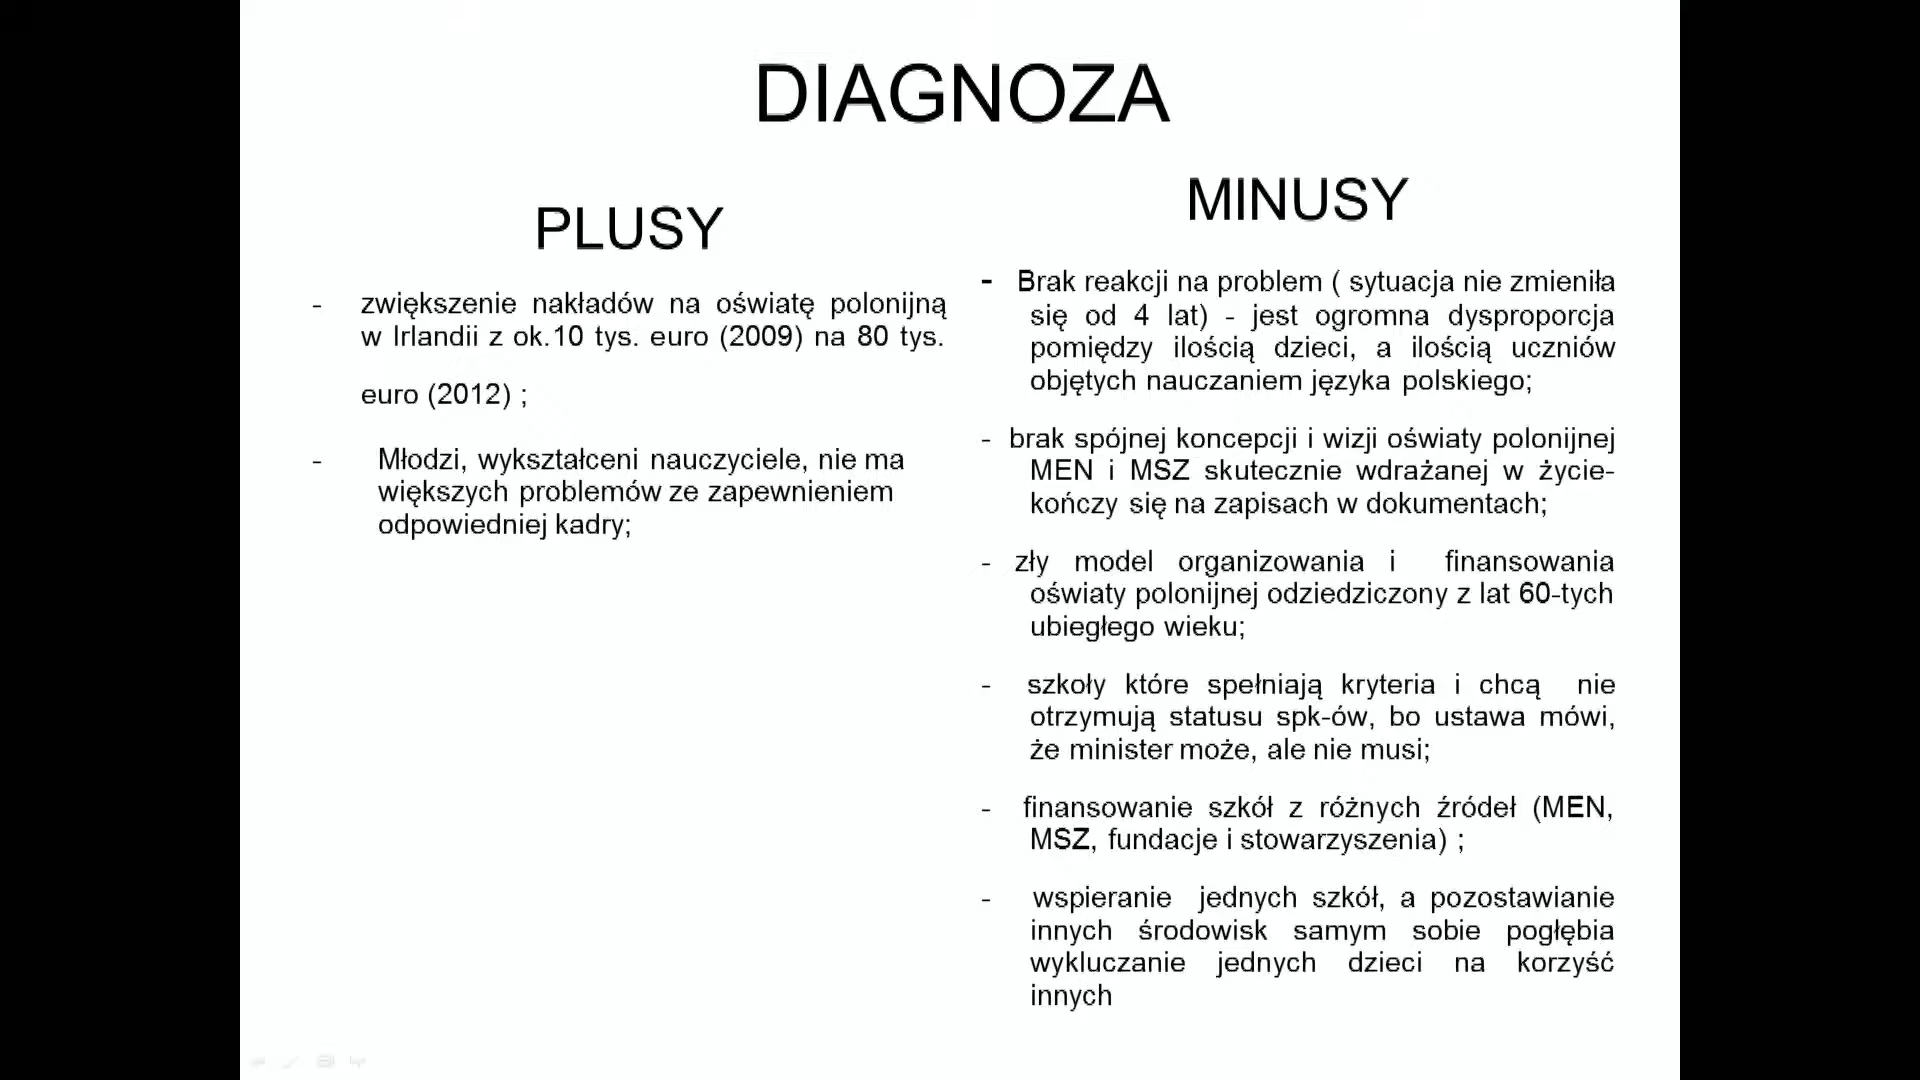 DIAGNOZA
PLUSY
- zwiększenie nakładów na oświatę polonijną
w Irlandii z ok.10 tys. euro (2009) na 80 tys.
euro (2012) ;
- Młodzi, wykształceni nauczyciele, nie ma
większych problemów ze zapewnieniem
odpowiedniej kadry;
MINUSY
- Brak reakcji na problem ( sytuacja nie zmieniła
się od 4 lat) - jest ogromna dysproporcja
pomiędzy ilością dzieci, a ilością uczniów
objętych nauczaniem języka polskiego;
- brak spójnej koncepcji i wizji oświaty polonijnej
MEN i MSZ skutecznie wdrażanej w życie-
kończy się na zapisach w dokumentach;
- zły model organizowania i finansowania
oświaty polonijnej odziedziczony z lat 60-tych
ubiegłego wieku;
- szkoły które spełniają kryteria i chcą nie
otrzymują statusu spk-ów, bo ustawa mówi,
że minister może, ale nie musi;
- finansowanie szkół z różnych źródeł (MEN,
MSZ, fundacje i stowarzyszenia) ;
- wspieranie jednych szkół, a pozostawianie
innych środowisk samym sobie pogłębia
wykluczanie jednych dzieci na korzyść
innych